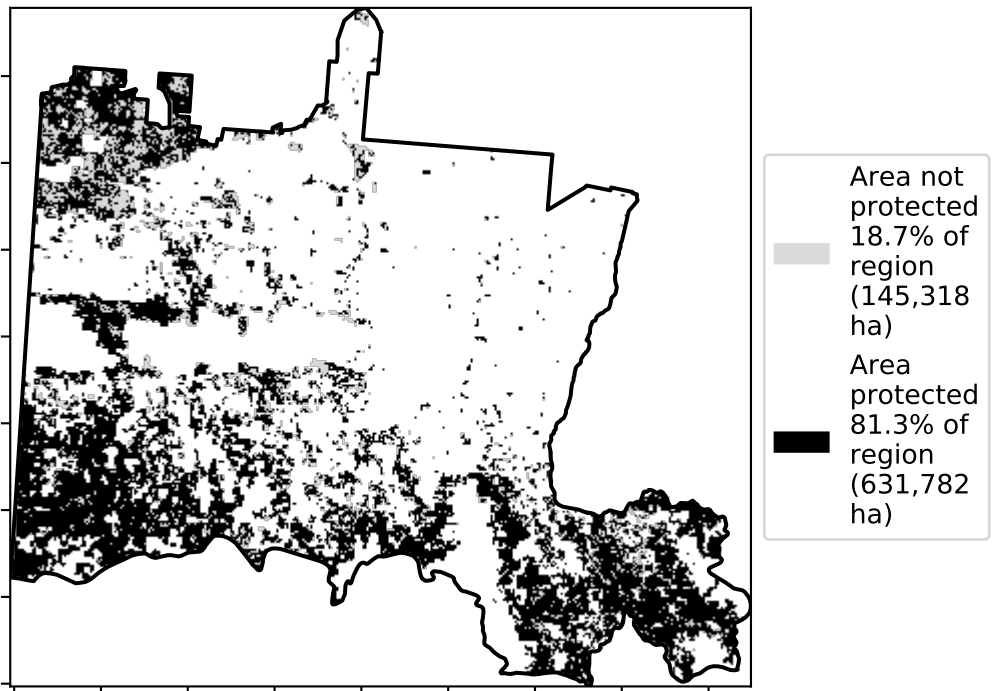 Area not
protected
18.7% of
region
(145,318
ha)
Area
protected
81.3% of
region
(631,782
ha)